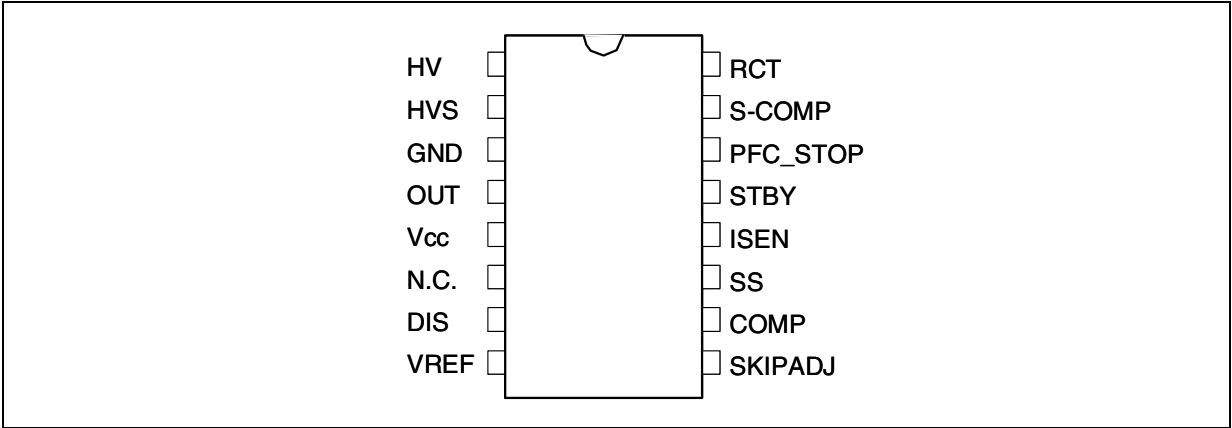 HV RCT
HVS S-COMP
GND PFC_STOP
OUT STBY
Vcc ISEN
N.C. SS
DIS COMP
VREF SKIPADJ